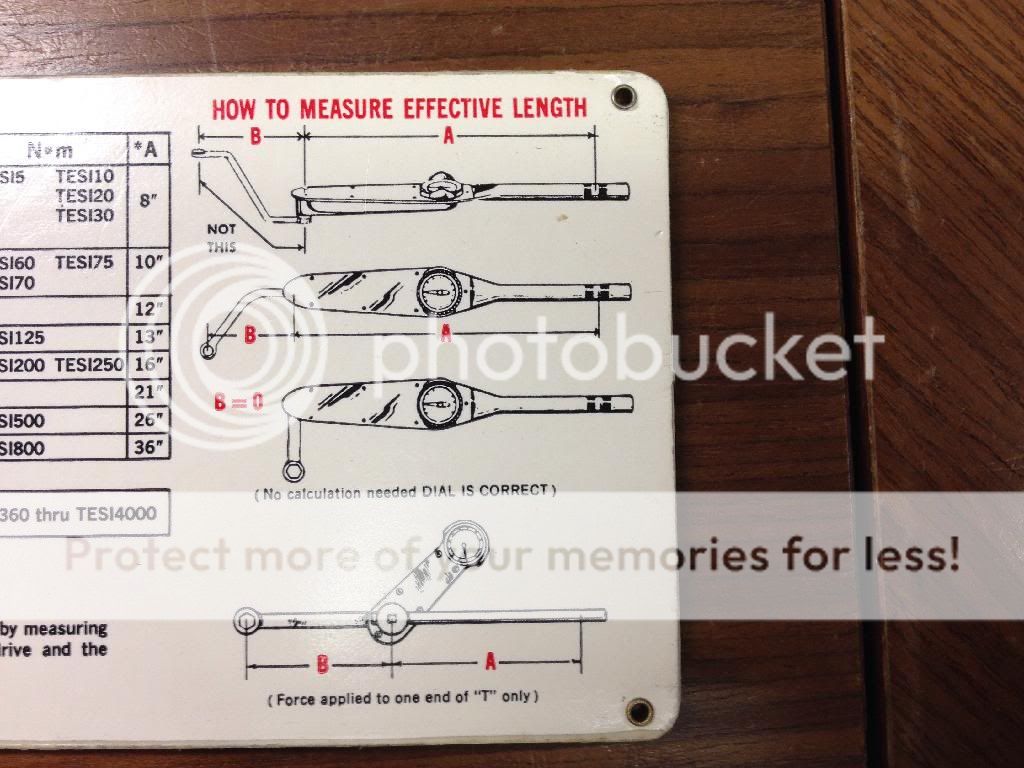 HOW TO MEASURE EFFECTIVE LENGTH
B A
N•m *A
SI5 TESI10 8"
TESI20
TESI30
NOT
THIS
SI60 TESI75 10"
SI70
12"
B A
SI125 13"
SI200 TESI250 16"
21"
B = 0
SI500 26"
SI800 36"
(No calculation needed DIAL IS CORRECT)
360 thru TESI4000
by measuring
rive and the
B A
(Force applied to one end of "T" only)
photobucket
Protect more of your memories for less!